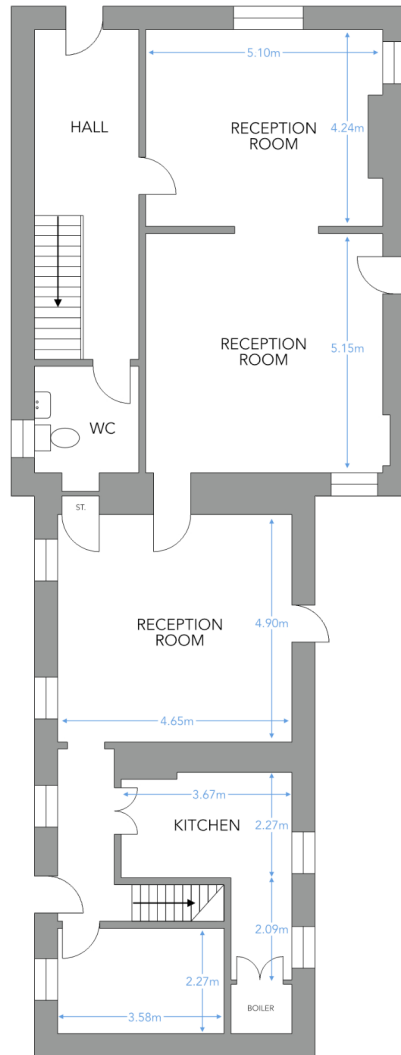 5.10m
HALL
RECEPTION
ROOM
4.24m
RECEPTION
ROOM
5.15m
WC
ST.
RECEPTION
ROOM
4.90m
4.65m
3.67m
KITCHEN
2.27m
2.09m
2.27m
3.58m
BOILER